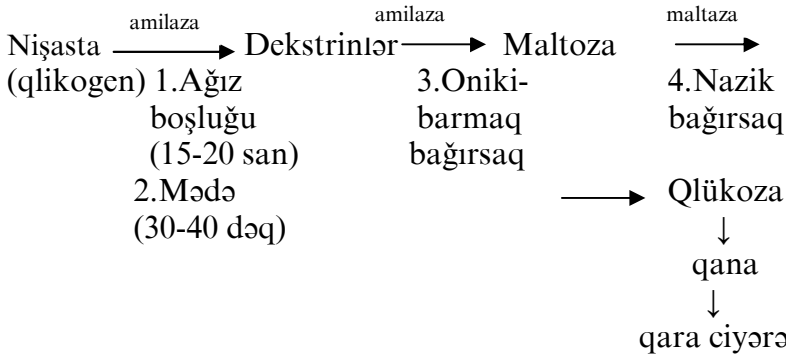 amilaza amilaza maltaza
Nişasta → Dekstrinlər → Maltoza →
(qlikogen) 1.Ağız 3.Oniki- 4.Nazik
boşluğu barmaq bağırsaq
(15-20 san) bağırsaq
2.Mədə → Qlükoza
(30-40 dəq) ↓
qana
↓
qara ciyərə